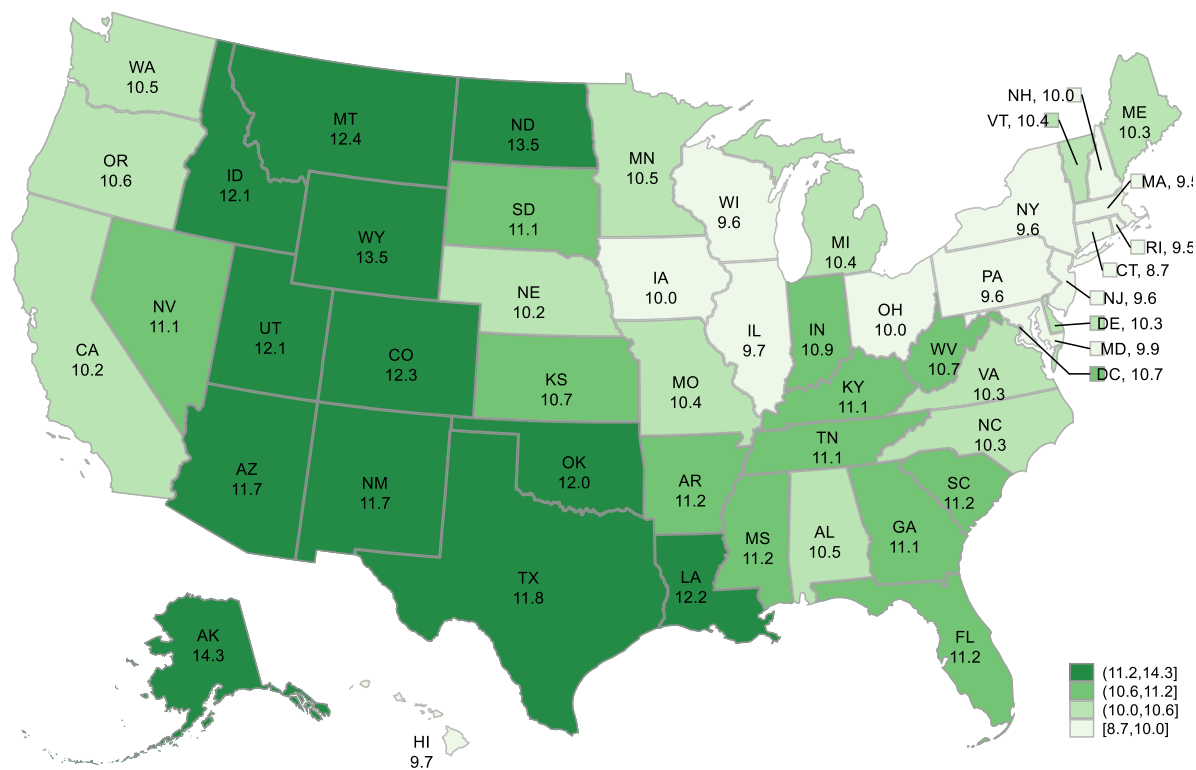 WA
10.5
OR
10.6
CA
10.2
NV
11.1
ID
12.1
MT
12.4
WY
13.5
UT
12.1
CO
12.3
AZ
11.7
NM
11.7
ND
13.5
SD
11.1
NE
10.2
KS
10.7
OK
12.0
TX
11.8
MN
10.5
IA
10.0
MO
10.4
AR
11.2
LA
12.2
WI
9.6
IL
9.7
MI
10.4
IN
10.9
OH
10.0
KY
11.1
TN
11.1
MS
11.2
AL
10.5
GA
11.1
FL
11.2
SC
11.2
NC
10.3
VA
10.3
WV
10.7
PA
9.6
NY
9.6
ME
10.3
NH, 10.0
VT, 10.4
MA, 9.5
RI, 9.5
CT, 8.7
NJ, 9.6
DE, 10.3
MD, 9.9
DC, 10.7
AK
14.3
HI
9.7
(11.2,14.3]
(10.6,11.2]
(10.0,10.6]
[8.7,10.0]